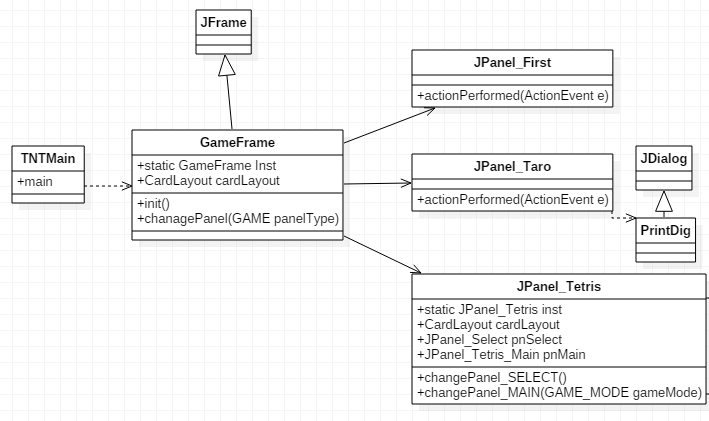 JFrame
JPanel_First
+actionPerformed(ActionEvent e)
GameFrame
+static GameFrame Inst
+CardLayout cardLayout
+init()
+chanagePanel(GAME panelType)
TNTMain
+main
JPanel_Taro
+actionPerformed(ActionEvent e)
JDialog
PrintDig
JPanel_Tetris
+static JPanel_Tetris inst
+CardLayout cardLayout
+JPanel_Select pnSelect
+JPanel_Tetris_Main pnMain
+changePanel_SELECT()
+changePanel_MAIN(GAME_MODE gameMode)